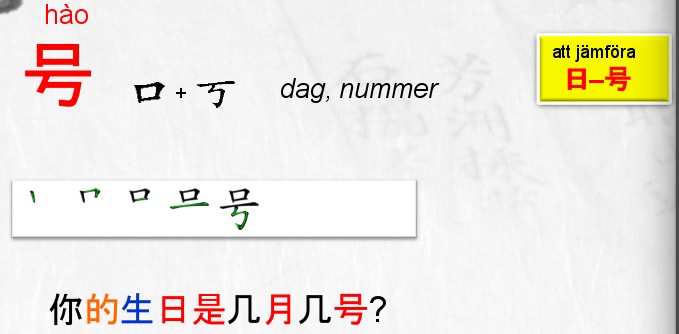 hào
号
口 + 丂
dag, nummer
att jämföra
日–号
你的生日是几月几号?